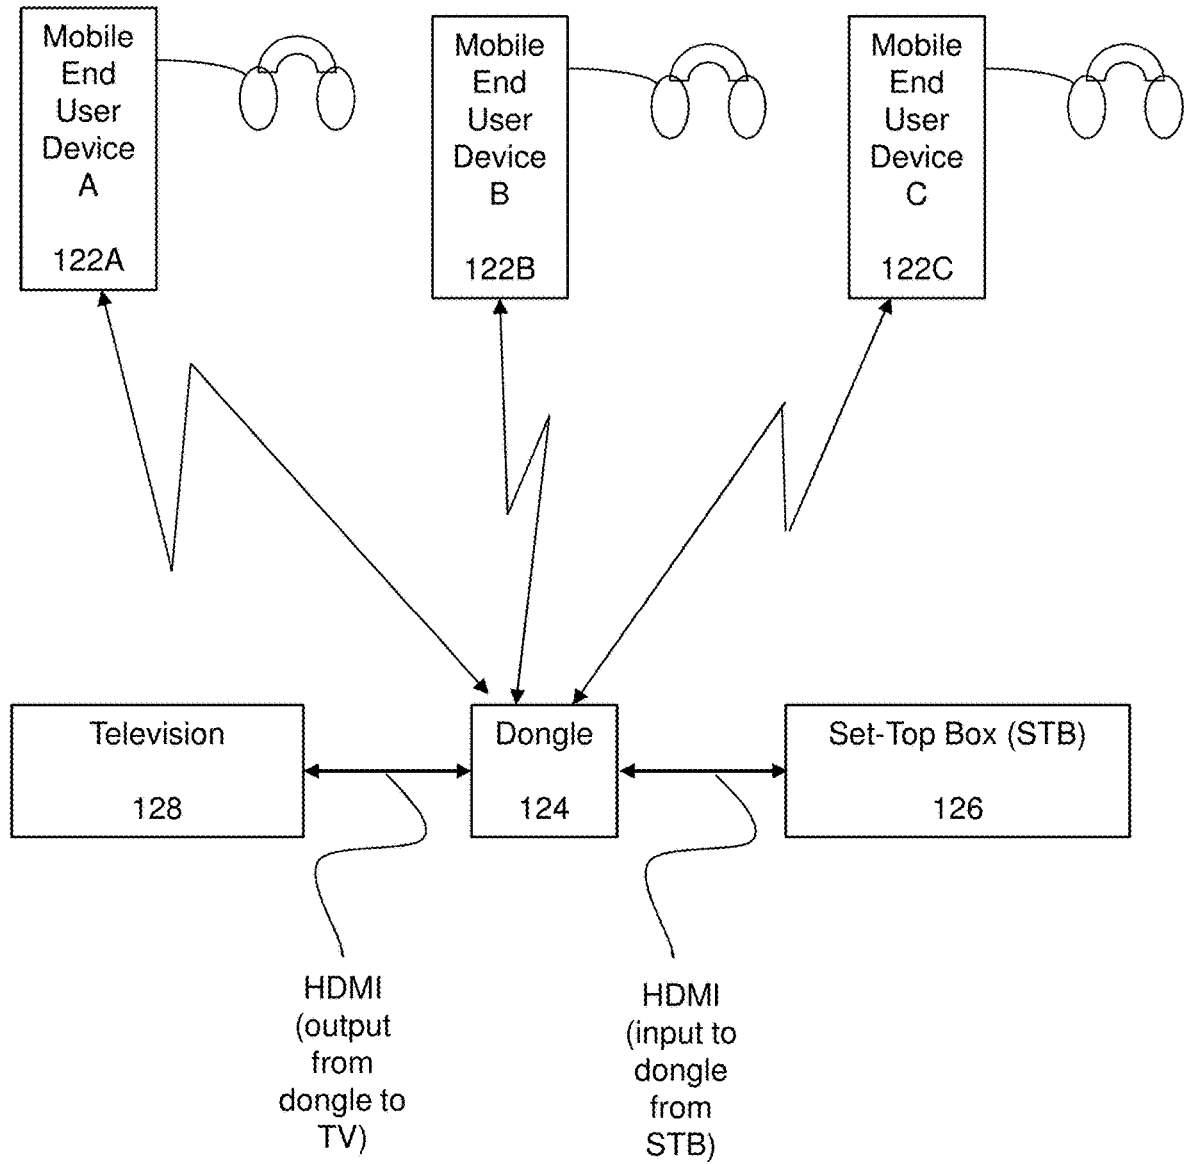 Mobile
End
User
Device
A
122A
Mobile
End
User
Device
B
122B
Mobile
End
User
Device
C
122C
Television
128
Dongle
124
Set-Top Box (STB)
126
HDMI
(output
from
dongle to
TV)
HDMI
(input to
dongle
from
STB)